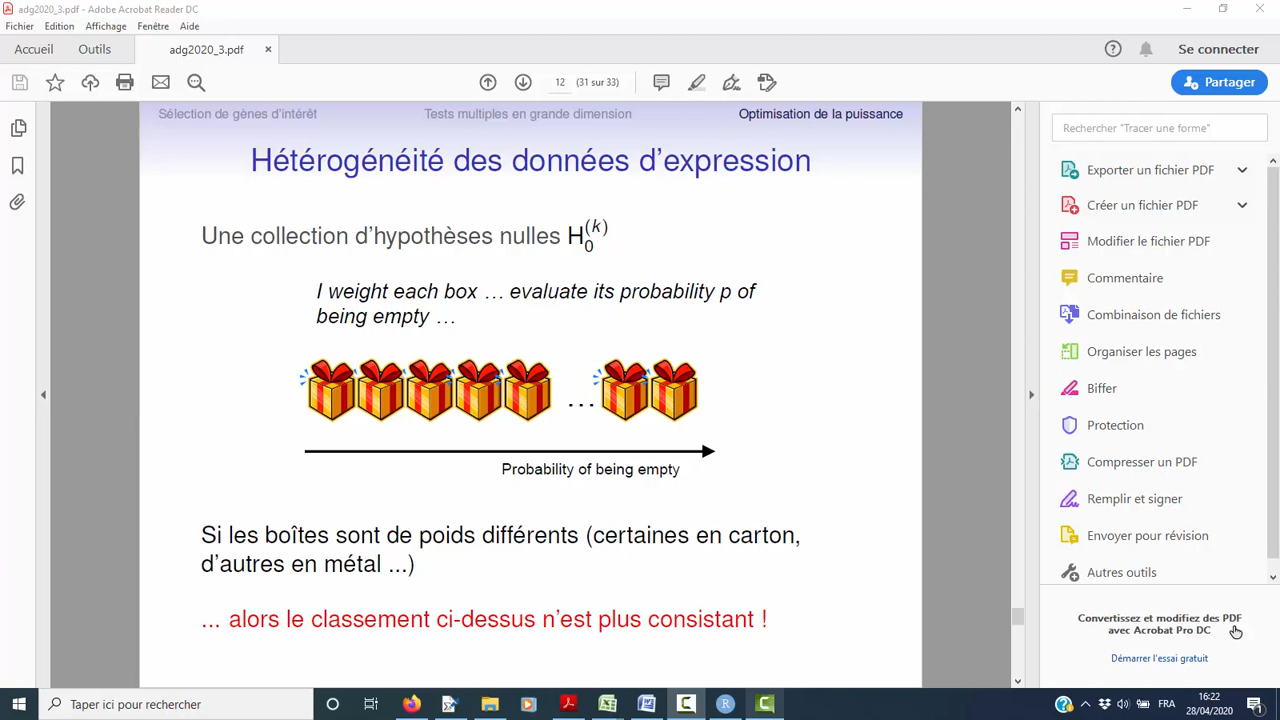 adg2020_3.pdf - Adobe Acrobat Reader DC
Fichier Edition Affichage Fenêtre Aide
Accueil Outils adg2020_3.pdf × Se connecter
12 (31 sur 33) Partager
Sélection de gènes d'intérêt Tests multiples en grande dimension Optimisation de la puissance
Hétérogénéité des données d'expression
Une collection d'hypothèses nulles H₀⁽ᵏ⁾
I weight each box … evaluate its probability p of
being empty …
…
Probability of being empty
Si les boîtes sont de poids différents (certaines en carton,
d'autres en métal ...)
... alors le classement ci-dessus n'est plus consistant !
Rechercher "Tracer une forme"
Exporter un fichier PDF
Créer un fichier PDF
Modifier le fichier PDF
Commentaire
Combinaison de fichiers
Organiser les pages
Biffer
Protection
Compresser un PDF
Remplir et signer
Envoyer pour révision
Autres outils
Convertissez et modifiez des PDF
avec Acrobat Pro DC
Démarrer l'essai gratuit
Taper ici pour rechercher
FRA
16:22
28/04/2020